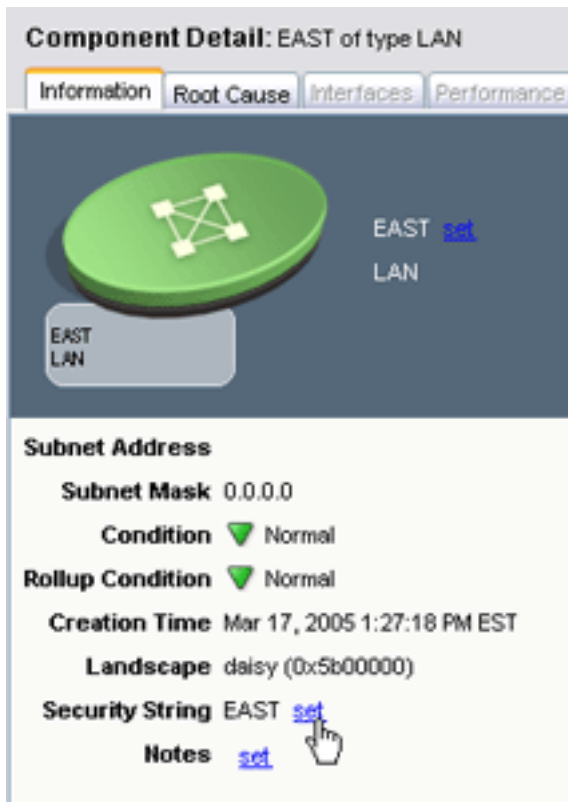 Component Detail: EAST of type LAN
Information Root Cause Interfaces Performance
EAST set
LAN
EAST
LAN
Subnet Address
Subnet Mask 0.0.0.0
Condition Normal
Rollup Condition Normal
Creation Time Mar 17, 2005 1:27:18 PM EST
Landscape daisy (0x5b00000)
Security String EAST set
Notes set